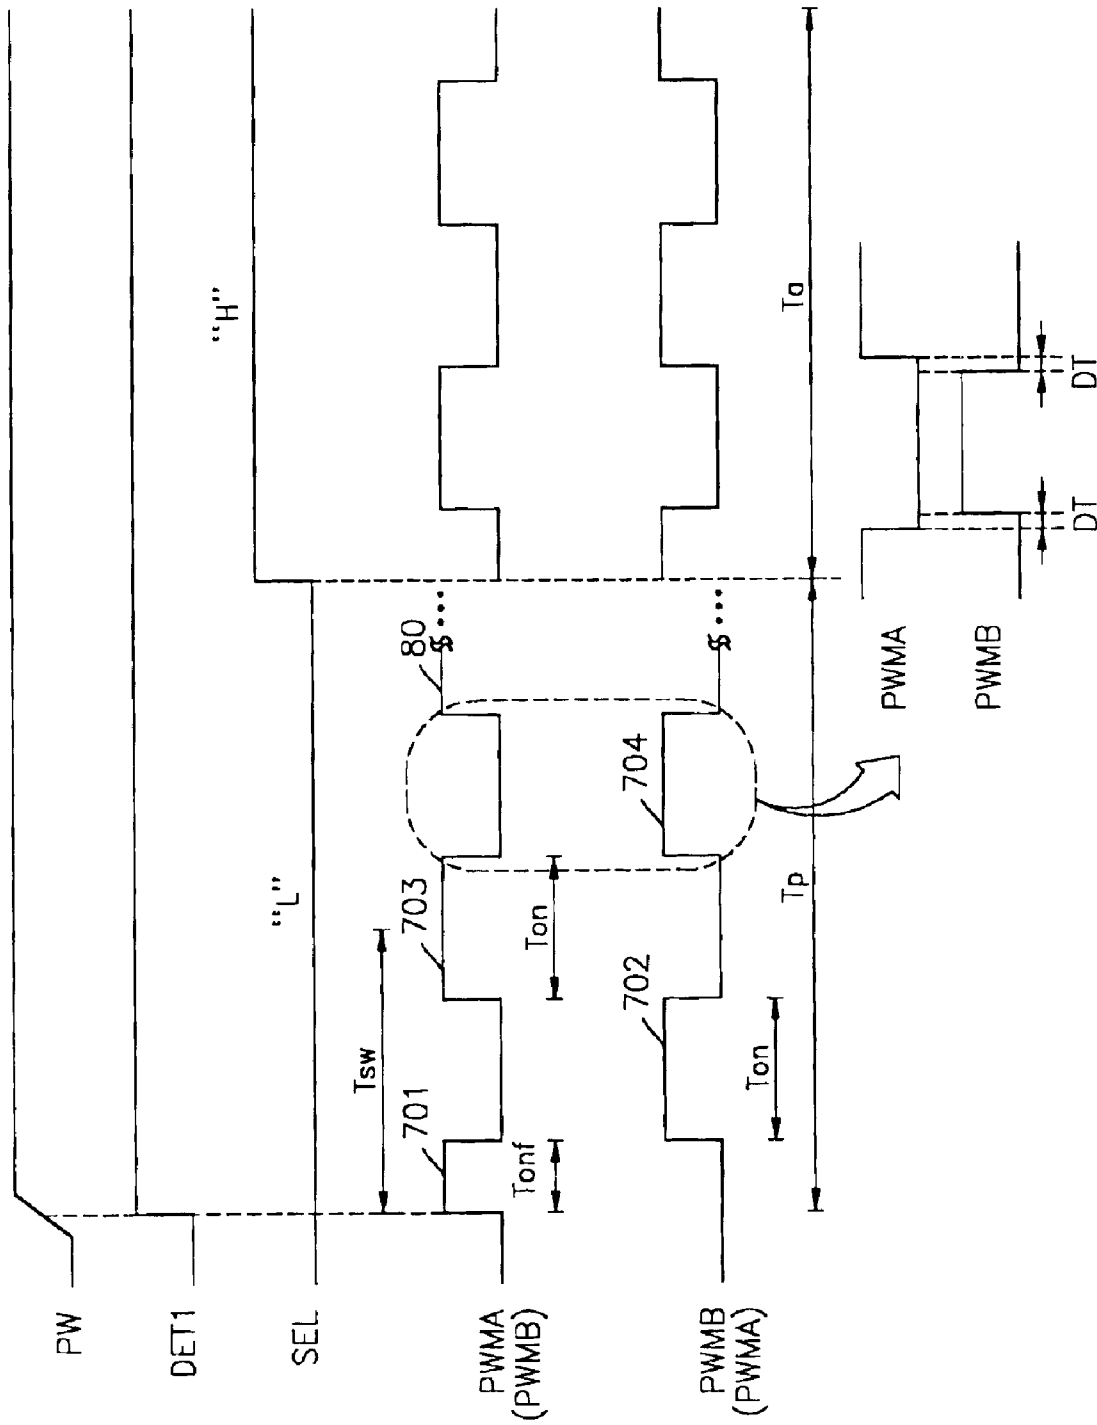 PW
DET1
SEL
"L"
"H"
PWMA
(PWMB)
701
703
80
Tsw
Tonf
Ton
PWMB
(PWMA)
702
704
Ton
Tp
Ta
PWMA
PWMB
DT
DT